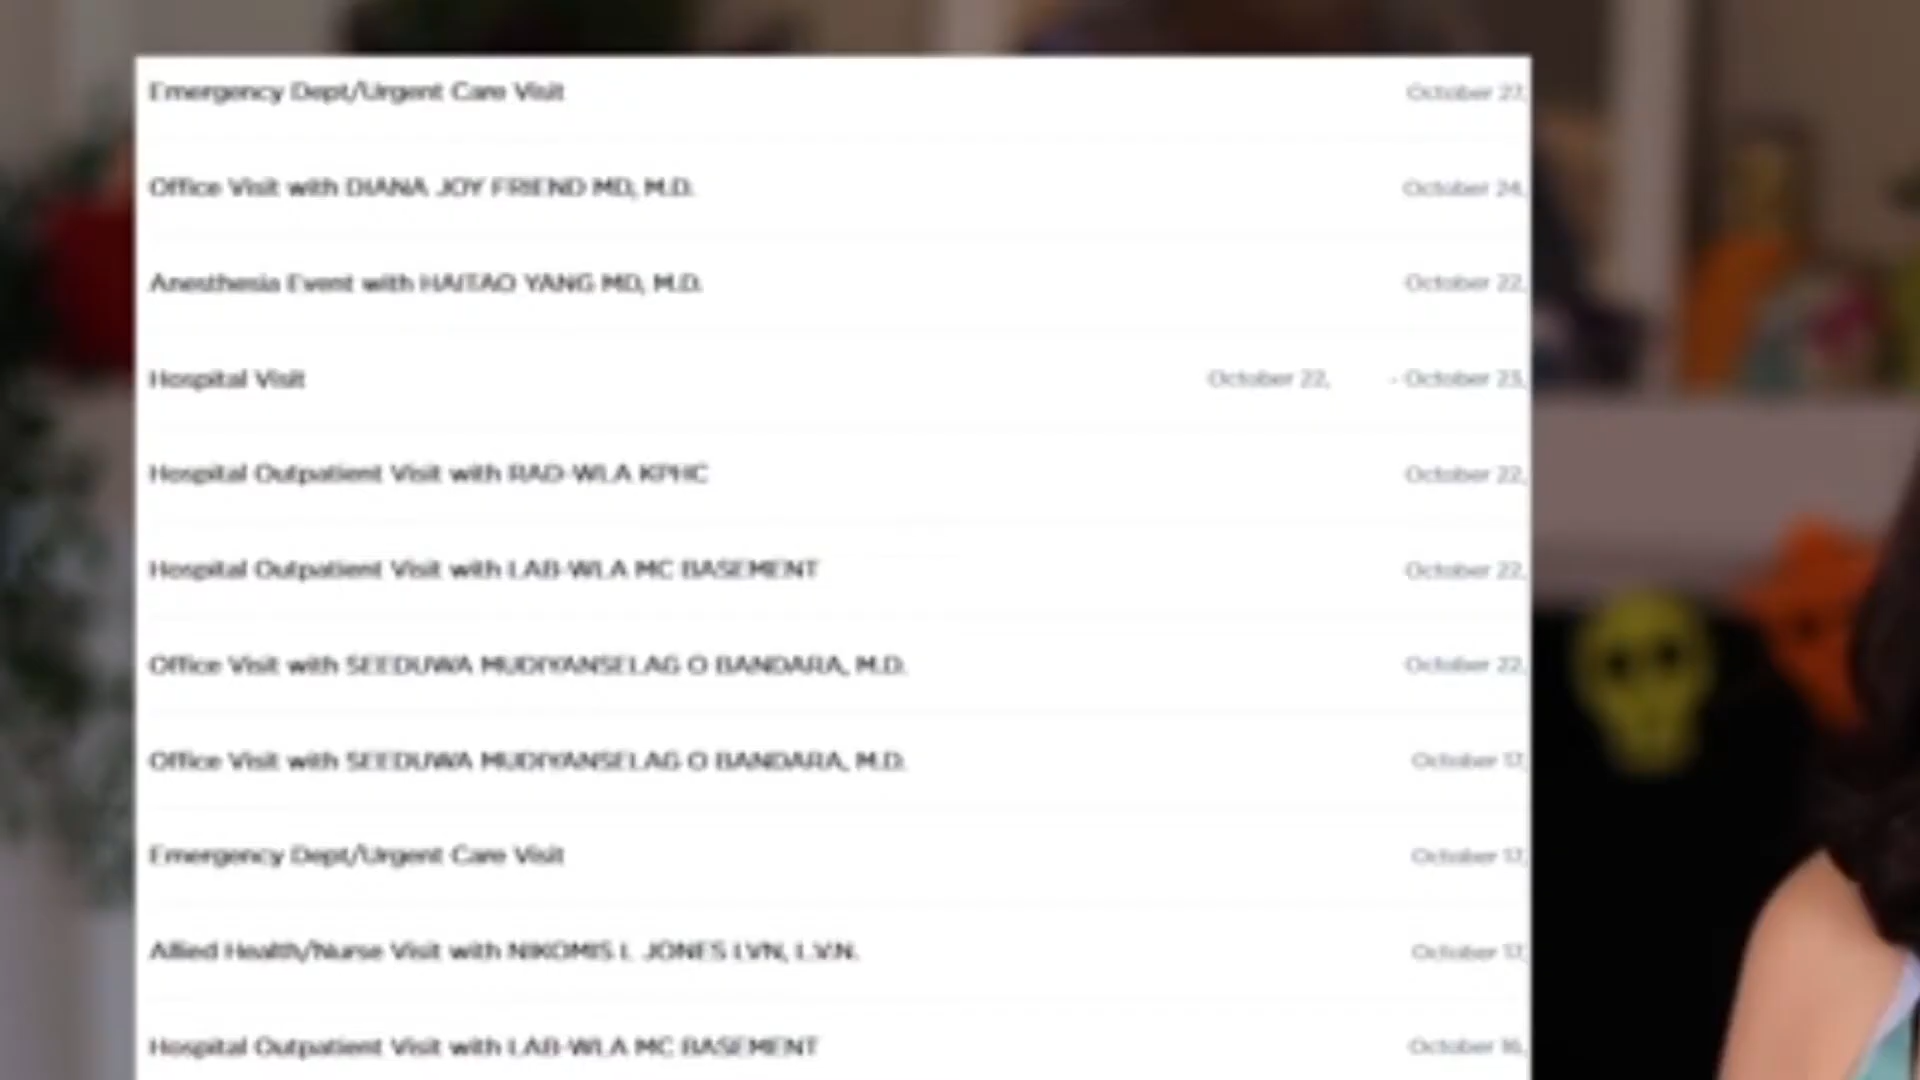 Emergency Dept/Urgent Care Visit October 27,
Office Visit with DIANA JOY FRIEND MD, M.D. October 24,
Anesthesia Event with HAITAO YANG MD, M.D. October 22,
Hospital Visit October 22, - October 23,
Hospital Outpatient Visit with RAD-WLA KPHC October 22,
Hospital Outpatient Visit with LAB-WLA MC BASEMENT October 22,
Office Visit with SEEDUWA MUDIYANSELAG O BANDARA, M.D. October 22,
Office Visit with SEEDUWA MUDIYANSELAG O BANDARA, M.D. October 17,
Emergency Dept/Urgent Care Visit October 17,
Allied Health/Nurse Visit with NIKOMIS L JONES LVN, L.V.N. October 17,
Hospital Outpatient Visit with LAB-WLA MC BASEMENT October 16,